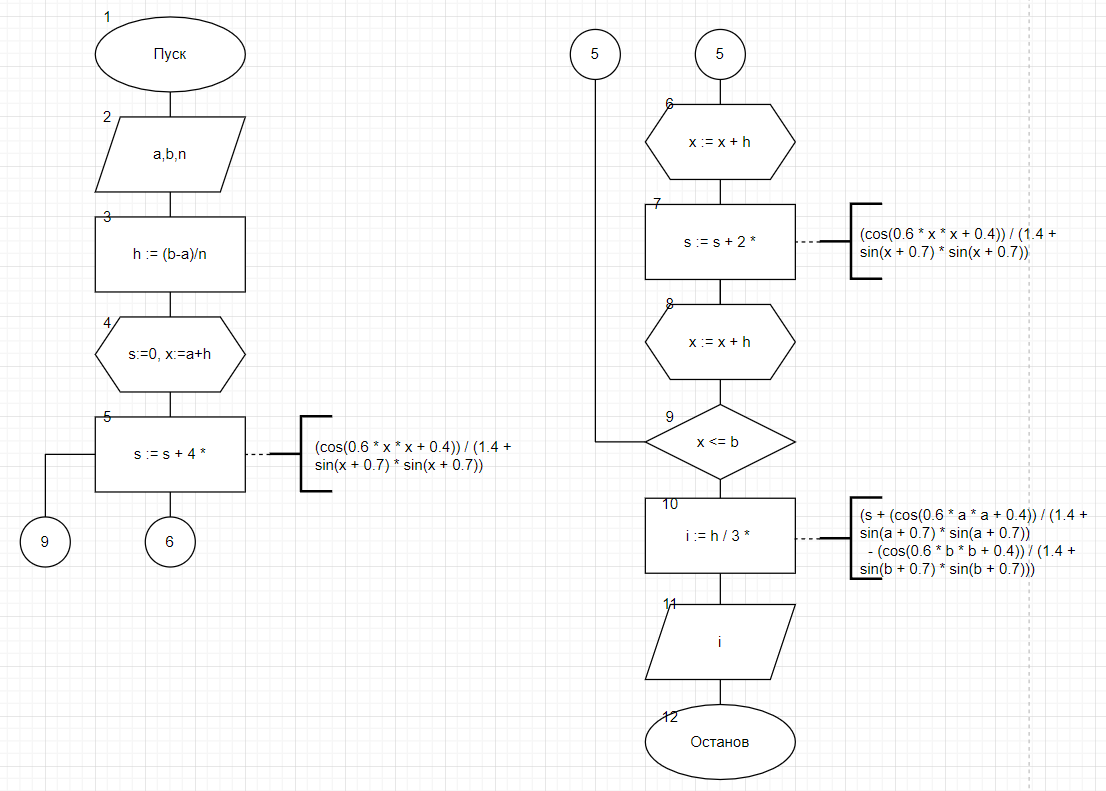 1
Пуск
2
a,b,n
3
h := (b-a)/n
4
s:=0, x:=a+h
5
s := s + 4 *
(cos(0.6 * x * x + 0.4)) / (1.4 +
sin(x + 0.7) * sin(x + 0.7))
9
6
5
5
6
x := x + h
7
s := s + 2 *
(cos(0.6 * x * x + 0.4)) / (1.4 +
sin(x + 0.7) * sin(x + 0.7))
8
x := x + h
9
x <= b
10
i := h / 3 *
(s + (cos(0.6 * a * a + 0.4)) / (1.4 +
sin(a + 0.7) * sin(a + 0.7))
- (cos(0.6 * b * b + 0.4)) / (1.4 +
sin(b + 0.7) * sin(b + 0.7)))
11
i
12
Останов